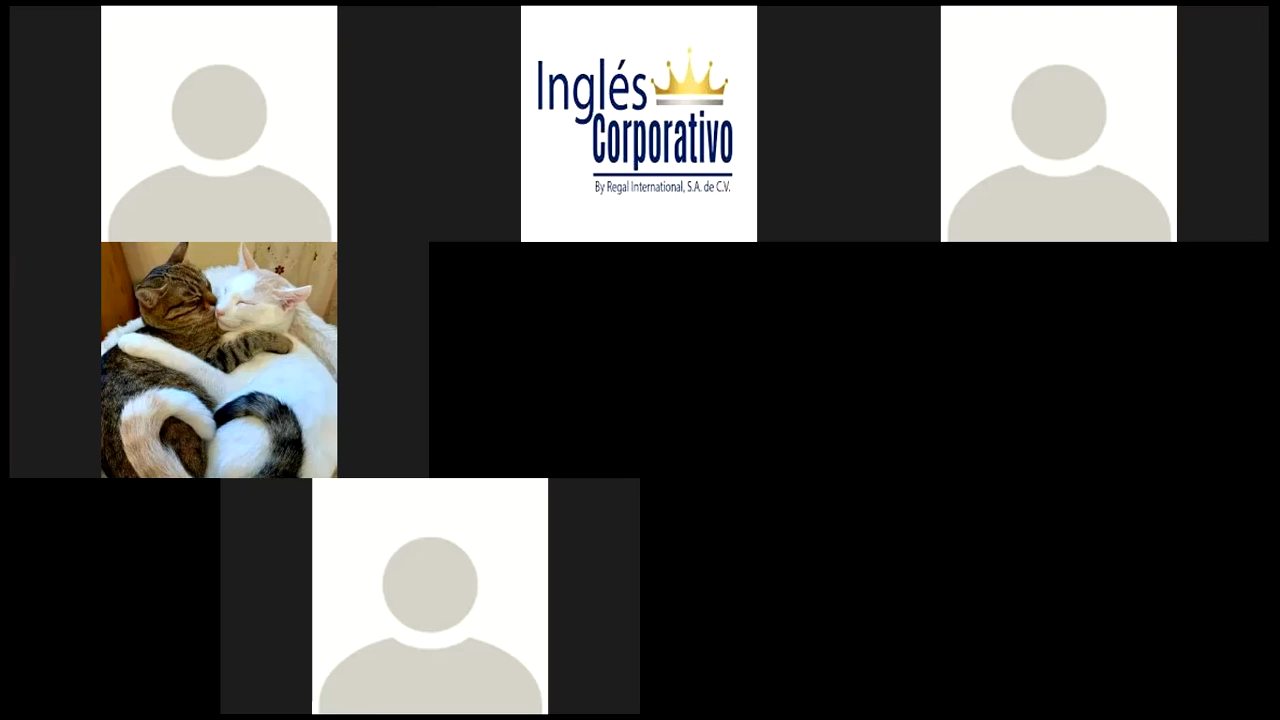 Inglés
Corporativo
By Regal International, S.A. de C.V.